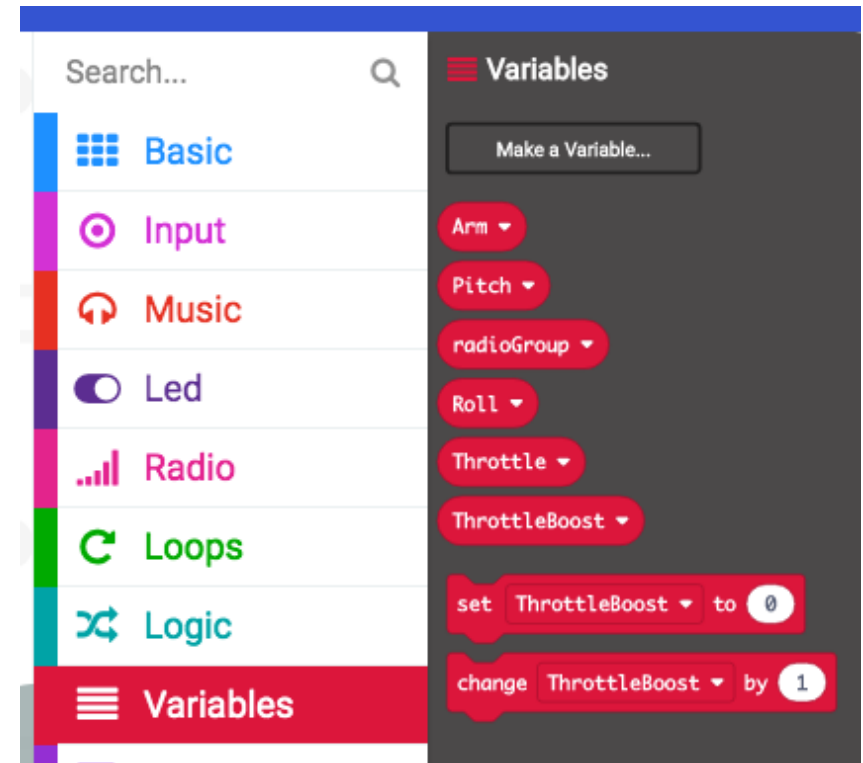 Search...
Basic
Input
Music
Led
Radio
Loops
Logic
Variables
Variables
Make a Variable...
Arm
Pitch
radioGroup
Roll
Throttle
ThrottleBoost
set ThrottleBoost to 0
change ThrottleBoost by 1